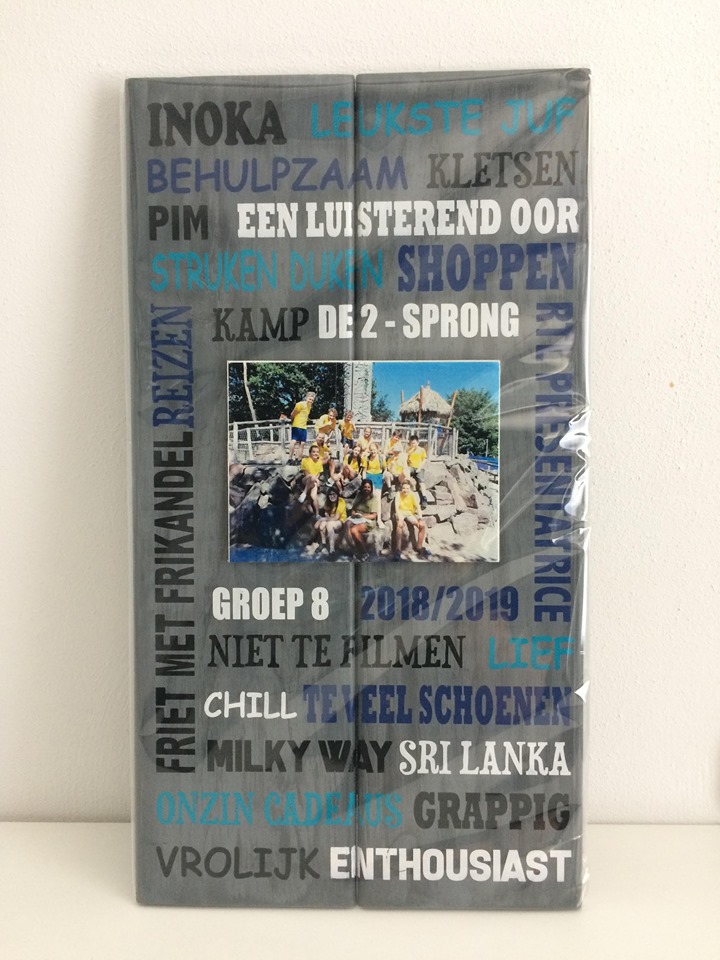 INOKA LEUKSTE JUF
BEHULPZAAM KLETSEN
PIM EEN LUISTEREND OOR
STRIJKEN DUIKEN SHOPPEN
REIZEN
KAMP DE 2 - SPRONG
RTL PRESENTATRICE
FRIET MET FRIKANDEL
GROEP 8 2018/2019
NIET TE FILMEN LIEF
CHILL TE VEEL SCHOENEN
MILKY WAY SRI LANKA
ONZIN CADEAUS GRAPPIG
VROLIJK ENTHOUSIAST